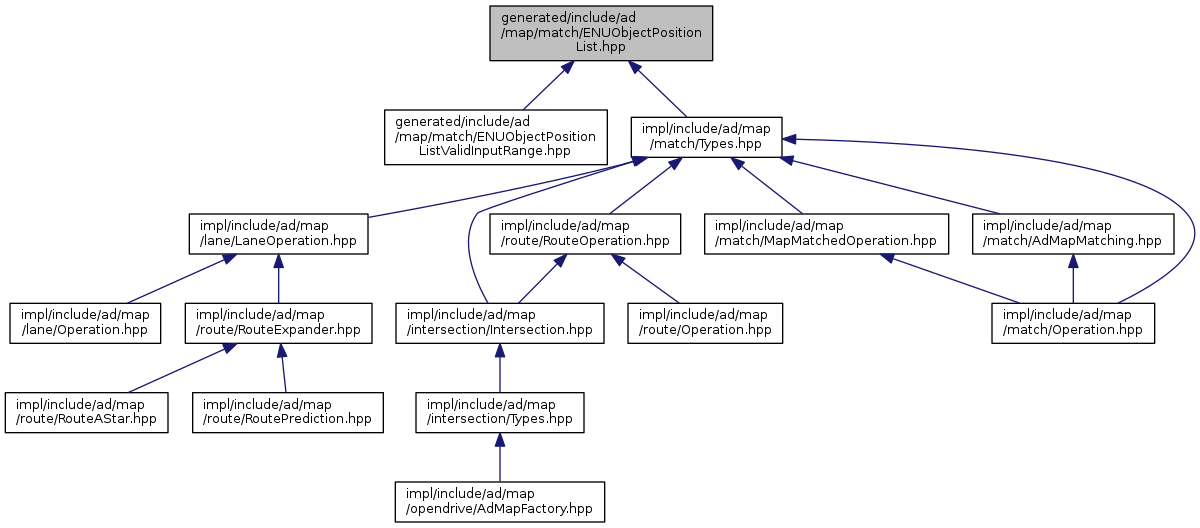 generated/include/ad
/map/match/ENUObjectPosition
List.hpp
generated/include/ad
/map/match/ENUObjectPosition
ListValidInputRange.hpp
impl/include/ad/map
/match/Types.hpp
impl/include/ad/map
/lane/LaneOperation.hpp
impl/include/ad/map
/route/RouteOperation.hpp
impl/include/ad/map
/match/MapMatchedOperation.hpp
impl/include/ad/map
/match/AdMapMatching.hpp
impl/include/ad/map
/lane/Operation.hpp
impl/include/ad/map
/route/RouteExpander.hpp
impl/include/ad/map
/intersection/Intersection.hpp
impl/include/ad/map
/route/Operation.hpp
impl/include/ad/map
/match/Operation.hpp
impl/include/ad/map
/route/RouteAStar.hpp
impl/include/ad/map
/route/RoutePrediction.hpp
impl/include/ad/map
/intersection/Types.hpp
impl/include/ad/map
/opendrive/AdMapFactory.hpp